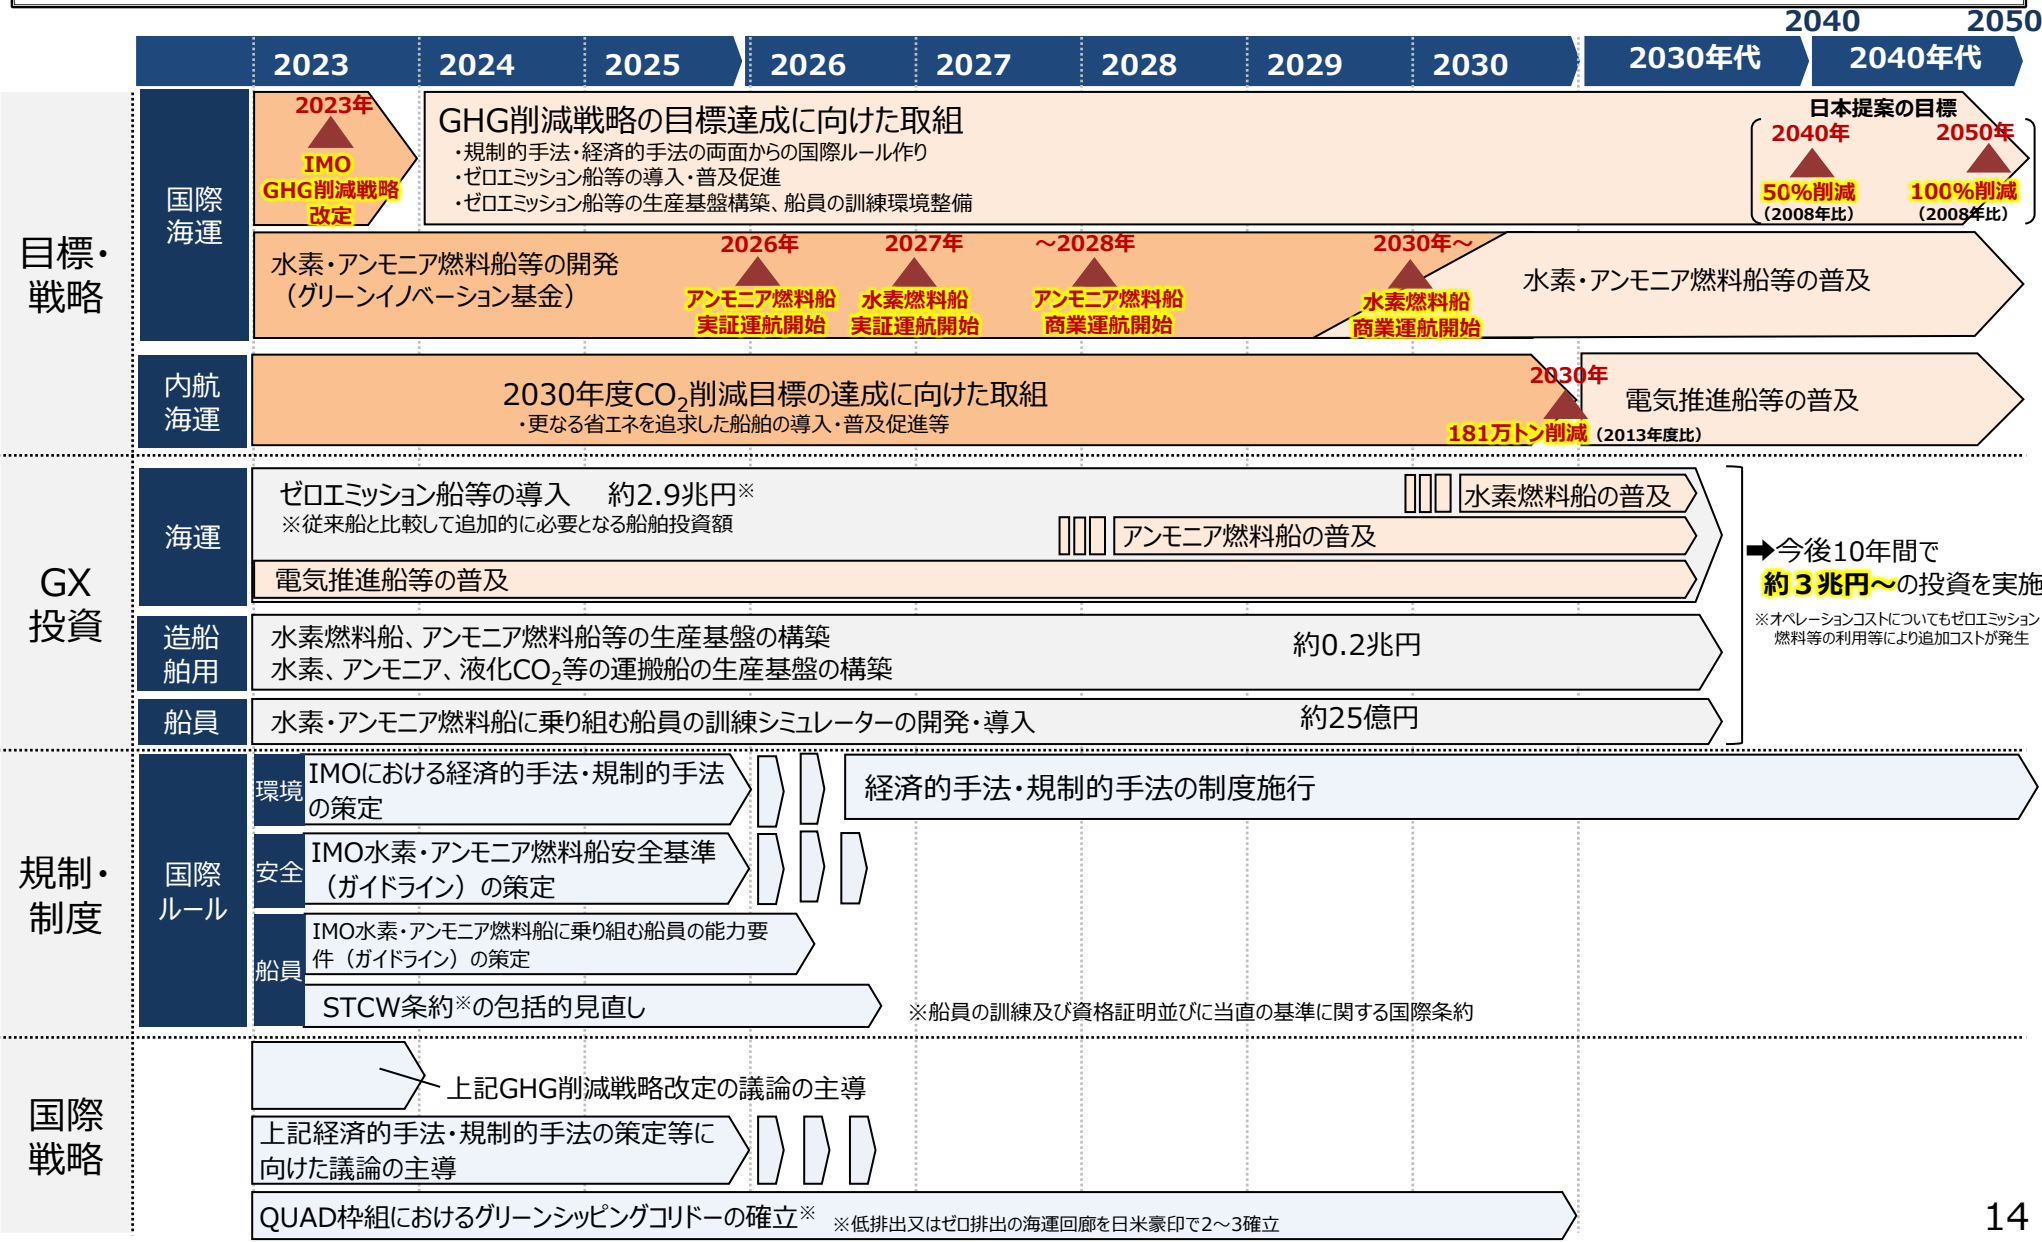 2040 2050
2023 2024 2025 2026 2027 2028 2029 2030 2030年代 2040年代
目標・
戦略
国際
海運
2023年
IMO
GHG削減戦略
改定
GHG削減戦略の目標達成に向けた取組
・規制的手法・経済的手法の両面からの国際ルール作り
・ゼロエミッション船等の導入・普及促進
・ゼロエミッション船等の生産基盤構築、船員の訓練環境整備
日本提案の目標
2040年
50%削減
(2008年比)
2050年
100%削減
(2008年比)
水素・アンモニア燃料船等の開発
(グリーンイノベーション基金)
2026年
アンモニア燃料船
実証運航開始
2027年
水素燃料船
実証運航開始
～2028年
アンモニア燃料船
商業運航開始
2030年～
水素燃料船
商業運航開始
水素・アンモニア燃料船等の普及
内航
海運
2030年度CO2削減目標の達成に向けた取組
・更なる省エネを追求した船舶の導入・普及促進等
2030年
181万トン削減 (2013年度比)
電気推進船等の普及
GX
投資
海運
ゼロエミッション船等の導入 約2.9兆円※
※従来船と比較して追加的に必要となる船舶投資額
水素燃料船の普及
アンモニア燃料船の普及
電気推進船等の普及
造船
舶用
水素燃料船、アンモニア燃料船等の生産基盤の構築
水素、アンモニア、液化CO2等の運搬船の生産基盤の構築
約0.2兆円
船員
水素・アンモニア燃料船に乗り組む船員の訓練シミュレーターの開発・導入
約25億円
➡今後10年間で
約３兆円～の投資を実施
※オペレーションコストについてもゼロエミッション
燃料等の利用等により追加コストが発生
規制・
制度
国際
ルール
環境
IMOにおける経済的手法・規制的手法
の策定
経済的手法・規制的手法の制度施行
安全
IMO水素・アンモニア燃料船安全基準
(ガイドライン)の策定
船員
IMO水素・アンモニア燃料船に乗り組む船員の能力要
件(ガイドライン)の策定
STCW条約※の包括的見直し
※船員の訓練及び資格証明並びに当直の基準に関する国際条約
国際
戦略
上記GHG削減戦略改定の議論の主導
上記経済的手法・規制的手法の策定等に
向けた議論の主導
QUAD枠組におけるグリーンシッピングコリドーの確立※ ※低排出又はゼロ排出の海運回廊を日米豪印で2～3確立
14